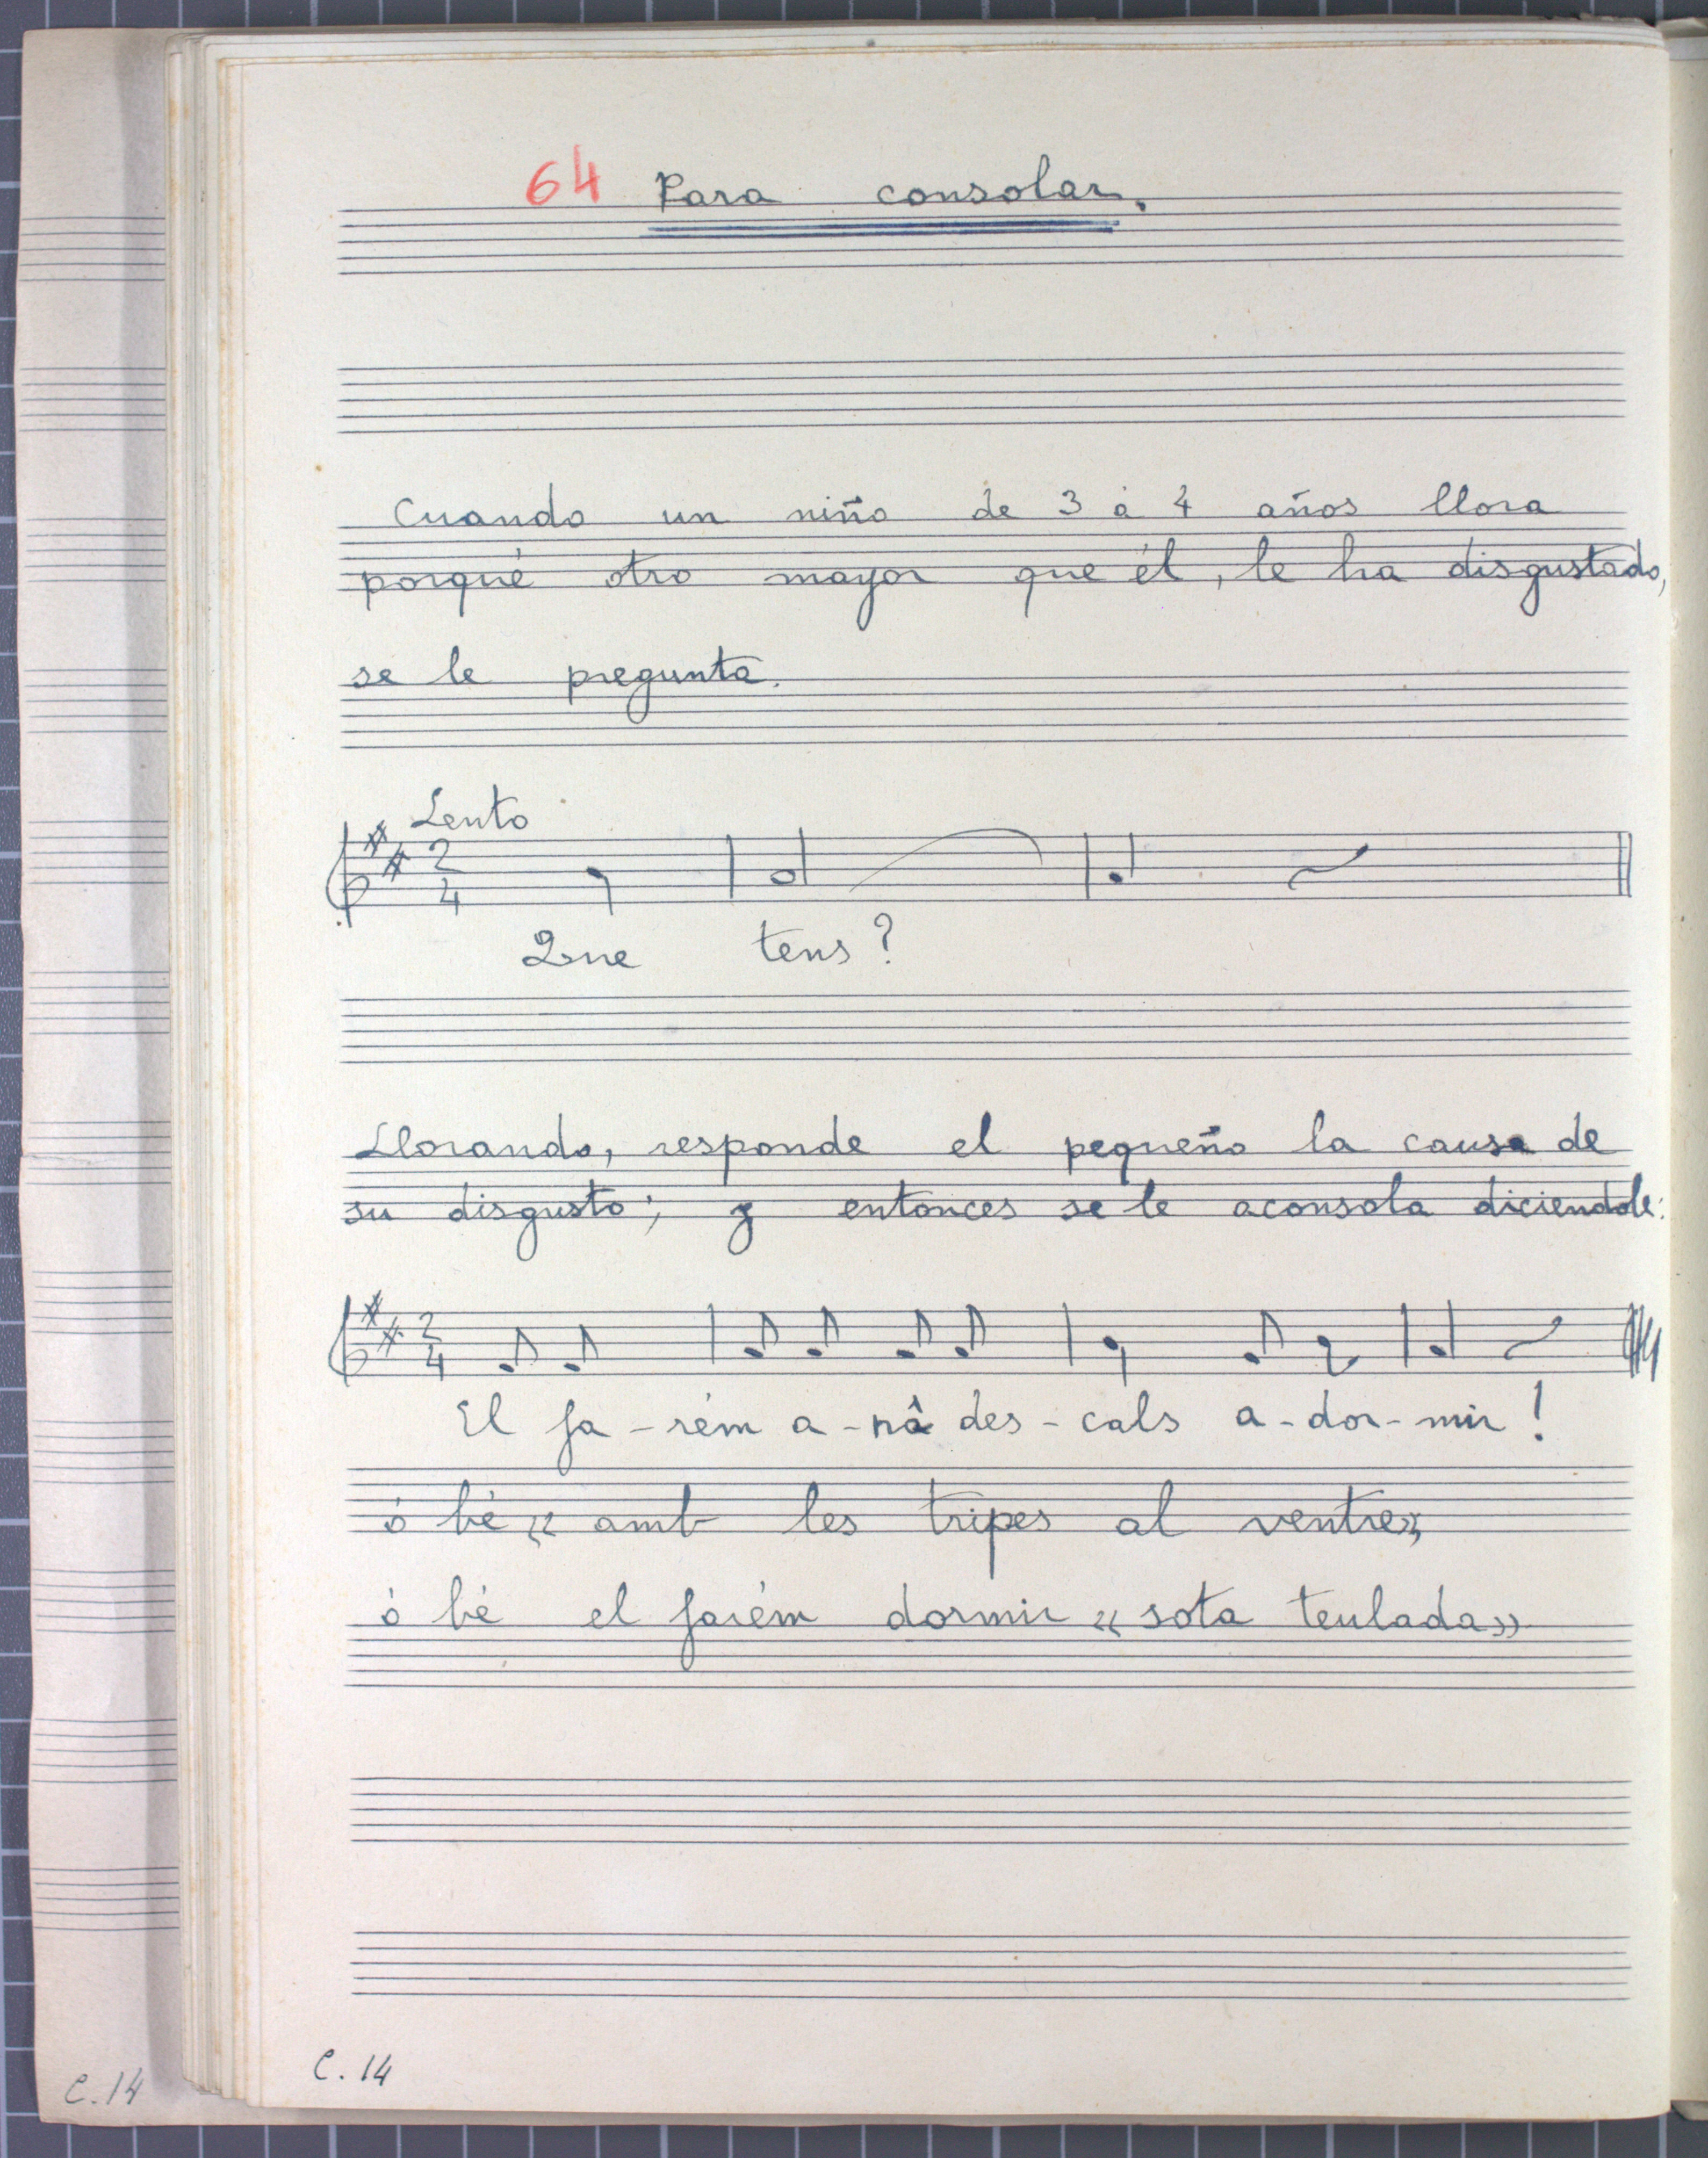 64 Para consolar.
Cuando un niño de 3 à 4 años llora
porqué otro mayor que él, le ha disgustado,
se le pregunta.
Lento
2
4
Que tens?
Llorando, responde el pequeño la causa de
su disgusto; y entonces se le aconsola diciendole:
2
4
El fa-rém a-nâ des-cals a-dor-mir!
ó bé « amb les tripes al ventre»
ó bé el farém dormir « sota teulada»
C. 14
C. 14